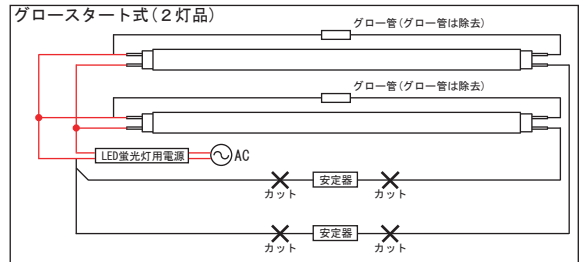 グロースタート式(2灯品)
グロー管(グロー管は除去)
グロー管(グロー管は除去)
LED蛍光灯用電源
AC
安定器
カット
カット
安定器
カット
カット